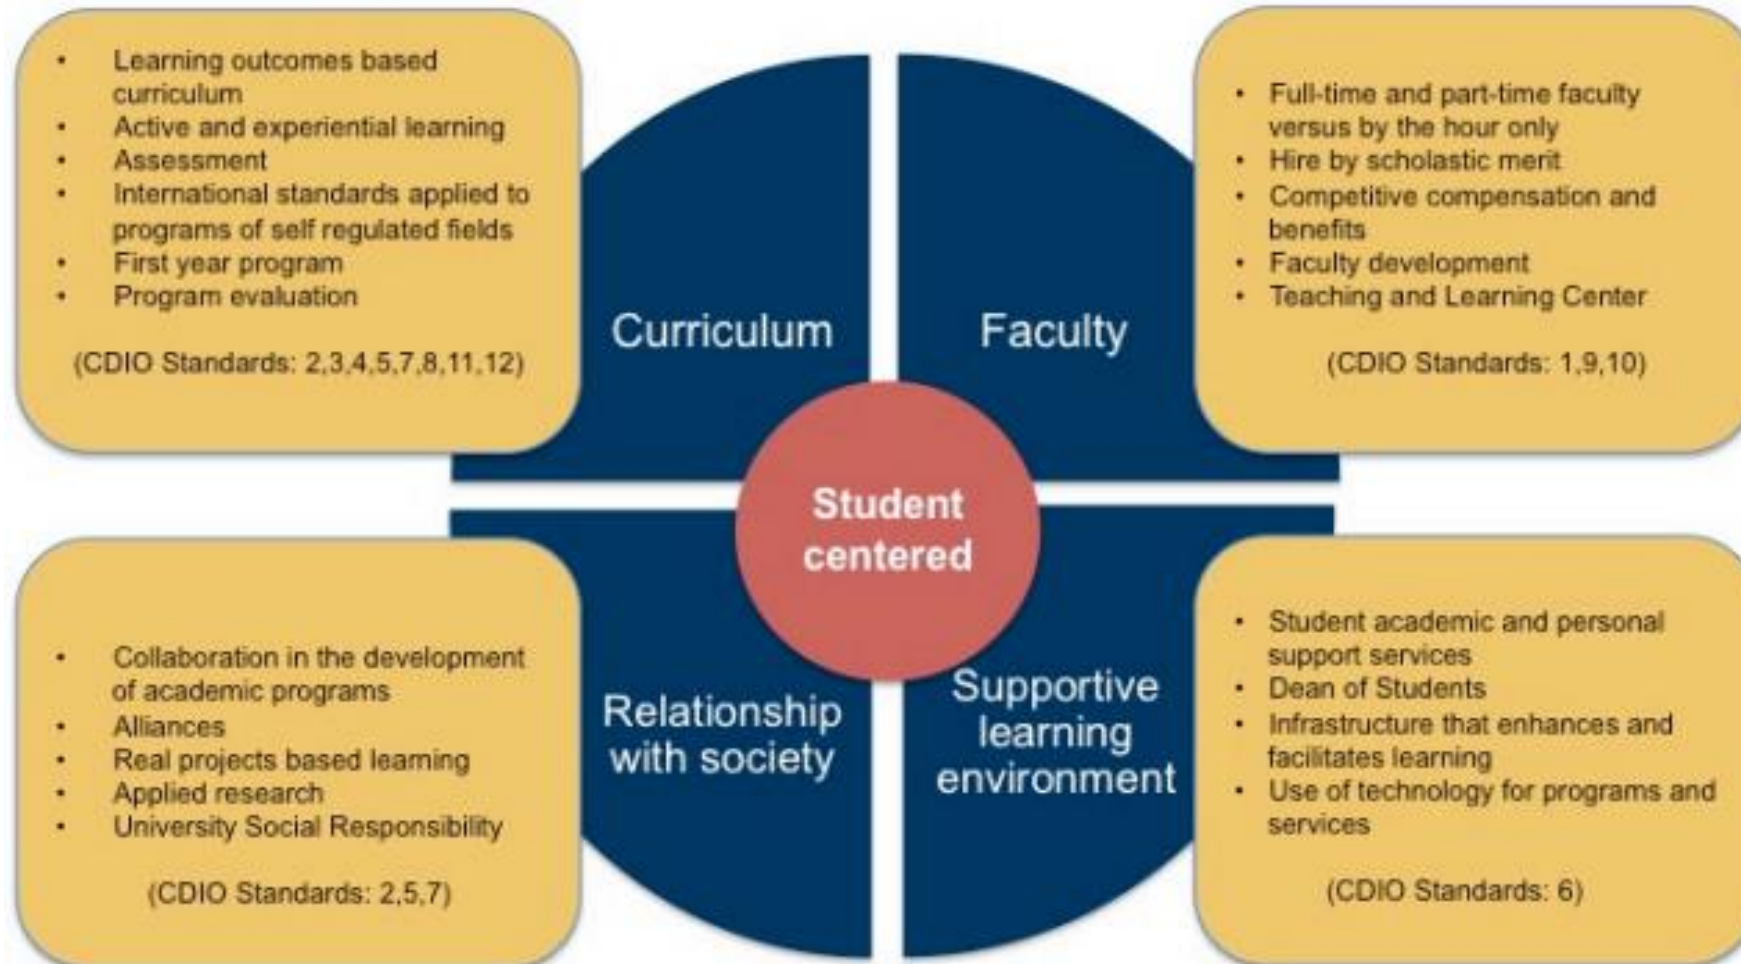 • Learning outcomes based
curriculum
• Active and experiential learning
• Assessment
• International standards applied to
programs of self regulated fields
• First year program
• Program evaluation
(CDIO Standards: 2,3,4,5,7,8,11,12)
Curriculum
Faculty
• Full-time and part-time faculty
versus by the hour only
• Hire by scholastic merit
• Competitive compensation and
benefits
• Faculty development
• Teaching and Learning Center
(CDIO Standards: 1,9,10)
Student
centered
• Collaboration in the development
of academic programs
• Alliances
• Real projects based learning
• Applied research
• University Social Responsibility
(CDIO Standards: 2,5,7)
Relationship
with society
Supportive
learning
environment
• Student academic and personal
support services
• Dean of Students
• Infrastructure that enhances and
facilitates learning
• Use of technology for programs and
services
(CDIO Standards: 6)